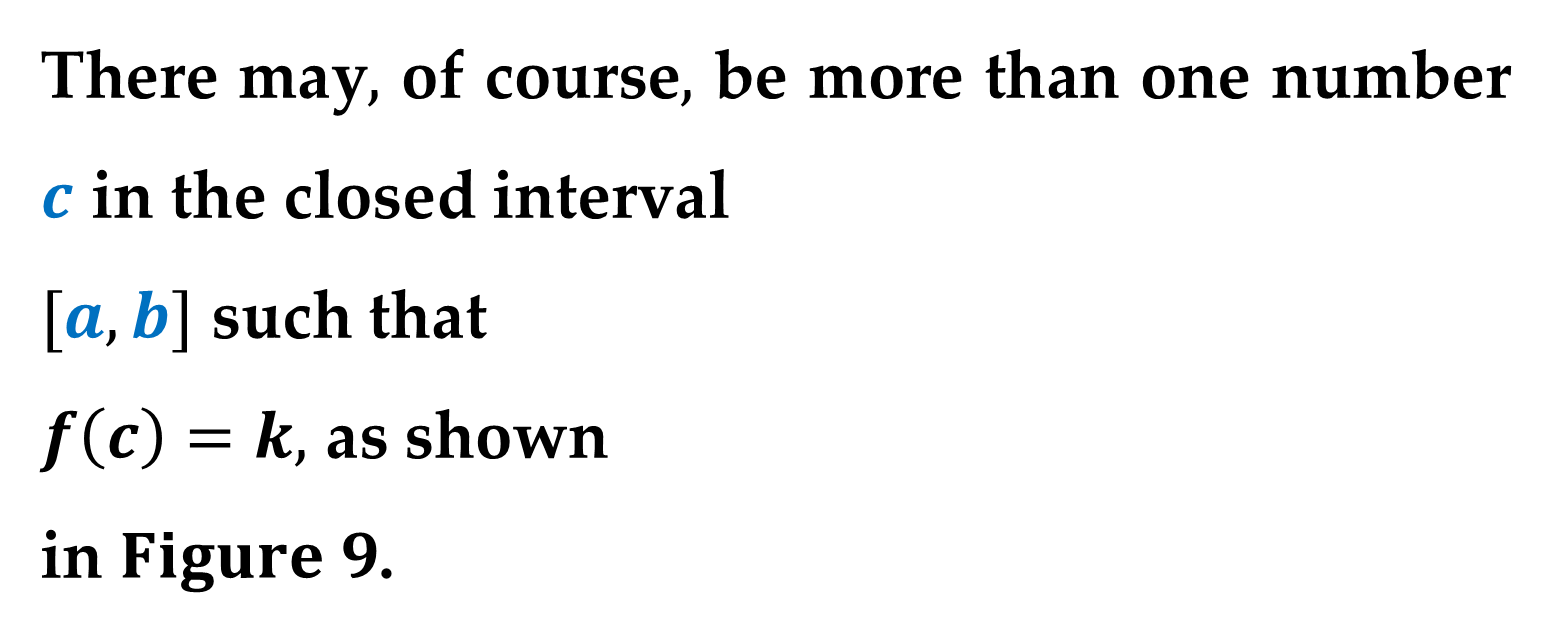 There may, of course, be more than one number
c in the closed interval
[a, b] such that
f(c) = k, as shown
in Figure 9.